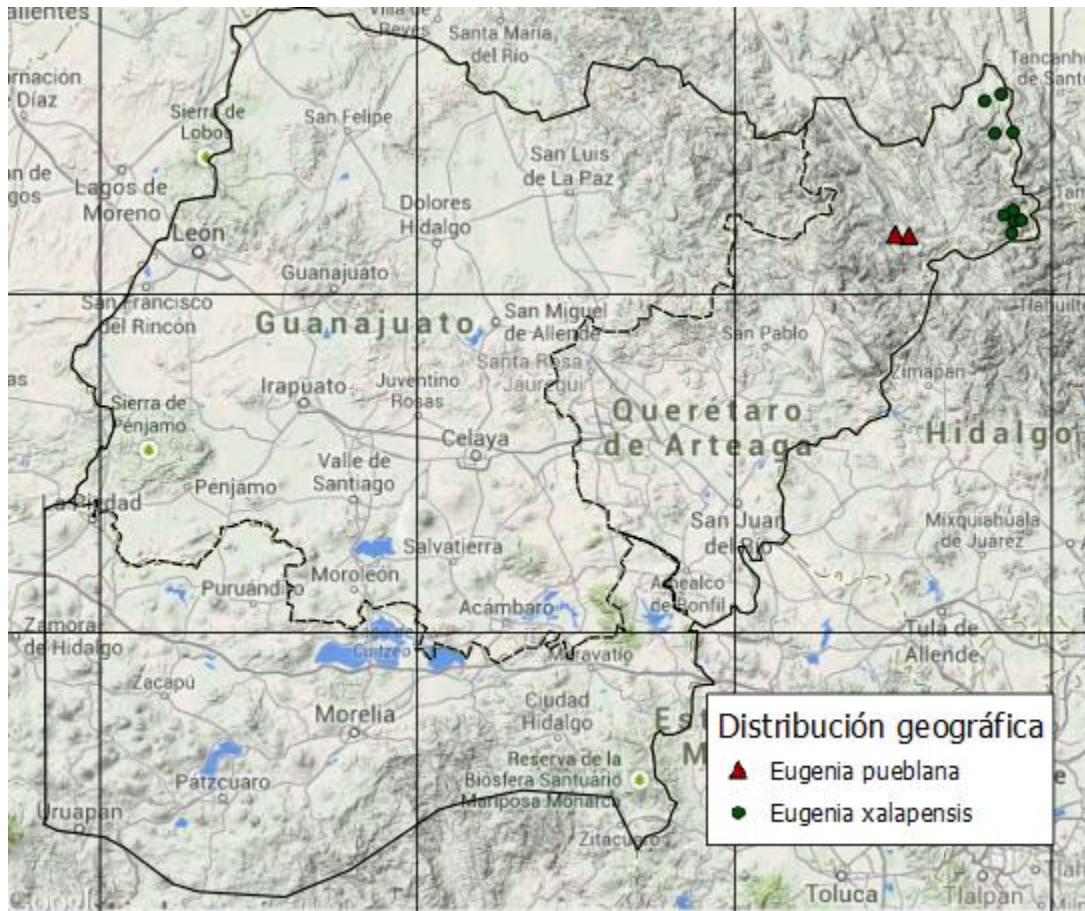 Sierra de
Lobos
San Felipe
Santa María
del Río
Lagos de
Moreno
León
San Luis
de La Paz
Dolores
Hidalgo
Guanajuato
San Francisco
del Rincón
Guanajuato
San Miguel
de Allende
San Pablo
Santa Rosa
Jauregui
Zimapan
Irapuato
Juventino
Rosas
Querétaro
de Arteaga
Hidalgo
Sierra de
Pénjamo
Celaya
Valle de
Santiago
Penjamo
La Piedad
San Juan
del Río
Mixquiahuala
de Juárez
Salvatierra
Moroleón
Puruándiro
Acámbaro
Amealco
de Bonfil
Zamora
de Hidalgo
Cuitzeo
Maravatío
Tula de
Allende
Zacapú
Ciudad
Hidalgo
Morelia
Reserva de la
Biosfera Santuario
Mariposa Monarca
Pátzcuaro
Uruapan
Zitácuaro
Distribución geográfica
Eugenia pueblana
Eugenia xalapensis
Toluca
Tlalpan